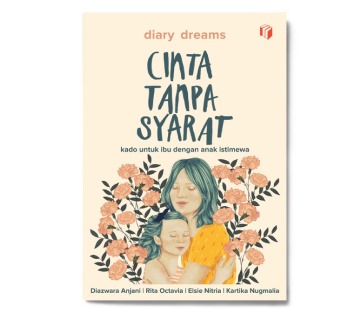 diary dreams
CINTA
TANPA
SYARAT
kado untuk ibu dengan anak istimewa
Diazwara Anjani | Rita Octavia | Elsie Nitria | Kartika Nugmalia